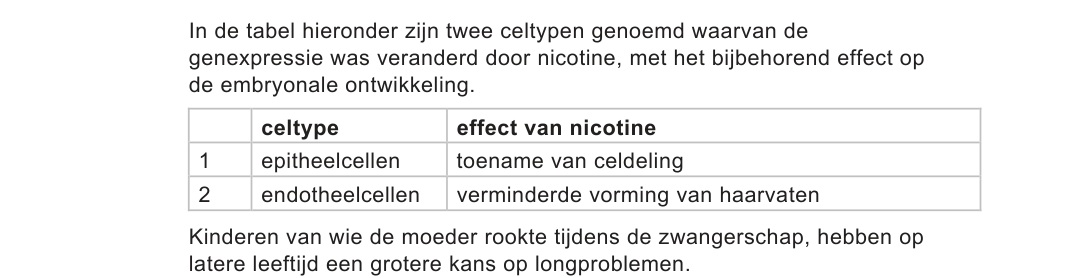 In de tabel hieronder zijn twee celtypen genoemd waarvan de
genexpressie was veranderd door nicotine, met het bijbehorend effect op
de embryonale ontwikkeling.
celtype effect van nicotine
1 epitheelcellen toename van celdeling
2 endotheelcellen verminderde vorming van haarvaten
Kinderen van wie de moeder rookte tijdens de zwangerschap, hebben op
latere leeftijd een grotere kans op longproblemen.